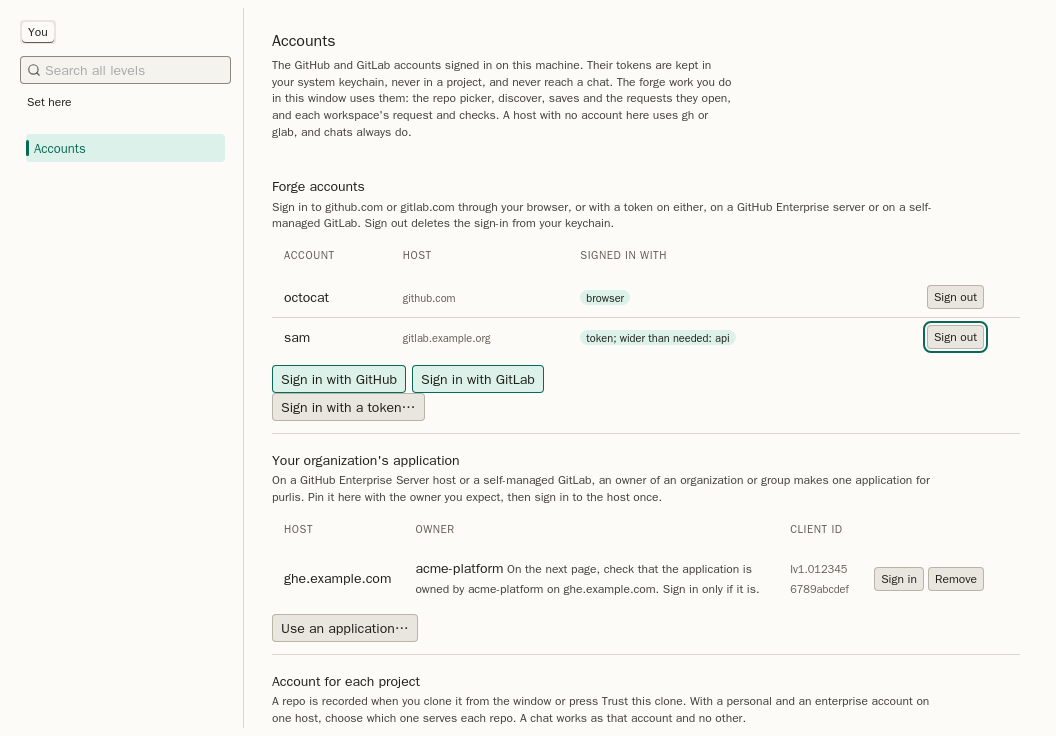 You
Search all levels
Set here
Accounts
Accounts
The GitHub and GitLab accounts signed in on this machine. Their tokens are kept in
your system keychain, never in a project, and never reach a chat. The forge work you do
in this window uses them: the repo picker, discover, saves and the requests they open,
and each workspace's request and checks. A host with no account here uses gh or
glab, and chats always do.
Forge accounts
Sign in to github.com or gitlab.com through your browser, or with a token on either, on a GitHub Enterprise server or on a self-
managed GitLab. Sign out deletes the sign-in from your keychain.
ACCOUNT HOST SIGNED IN WITH
octocat github.com browser Sign out
sam gitlab.example.org token; wider than needed: api Sign out
Sign in with GitHub Sign in with GitLab
Sign in with a token···
Your organization's application
On a GitHub Enterprise Server host or a self-managed GitLab, an owner of an organization or group makes one application for
purlis. Pin it here with the owner you expect, then sign in to the host once.
HOST OWNER CLIENT ID
ghe.example.com acme-platform On the next page, check that the application is Iv1.012345 Sign in Remove
owned by acme-platform on ghe.example.com. Sign in only if it is. 6789abcdef
Use an application···
Account for each project
A repo is recorded when you clone it from the window or press Trust this clone. With a personal and an enterprise account on
one host, choose which one serves each repo. A chat works as that account and no other.